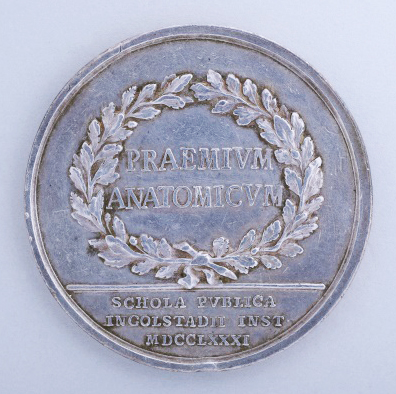 PRAEMIVM
ANATOMICVM
SCHOLA PVBLICA
INGOLSTADII INST.
MDCCLXXXI